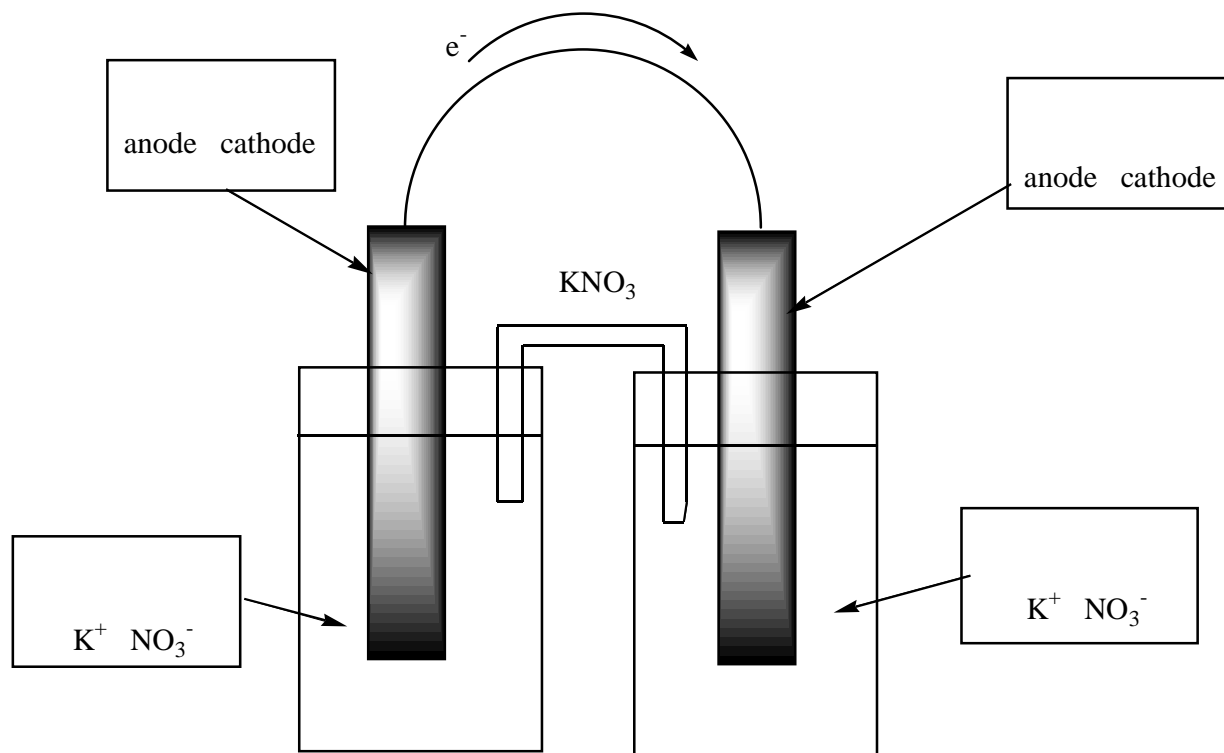 e⁻
anode cathode
anode cathode
KNO₃
K⁺ NO₃⁻
K⁺ NO₃⁻